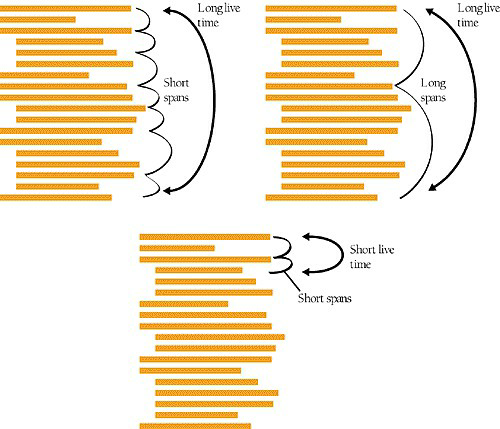 Long live
time
Short
spans
Long live
time
Long
spans
Short live
time
Short spans